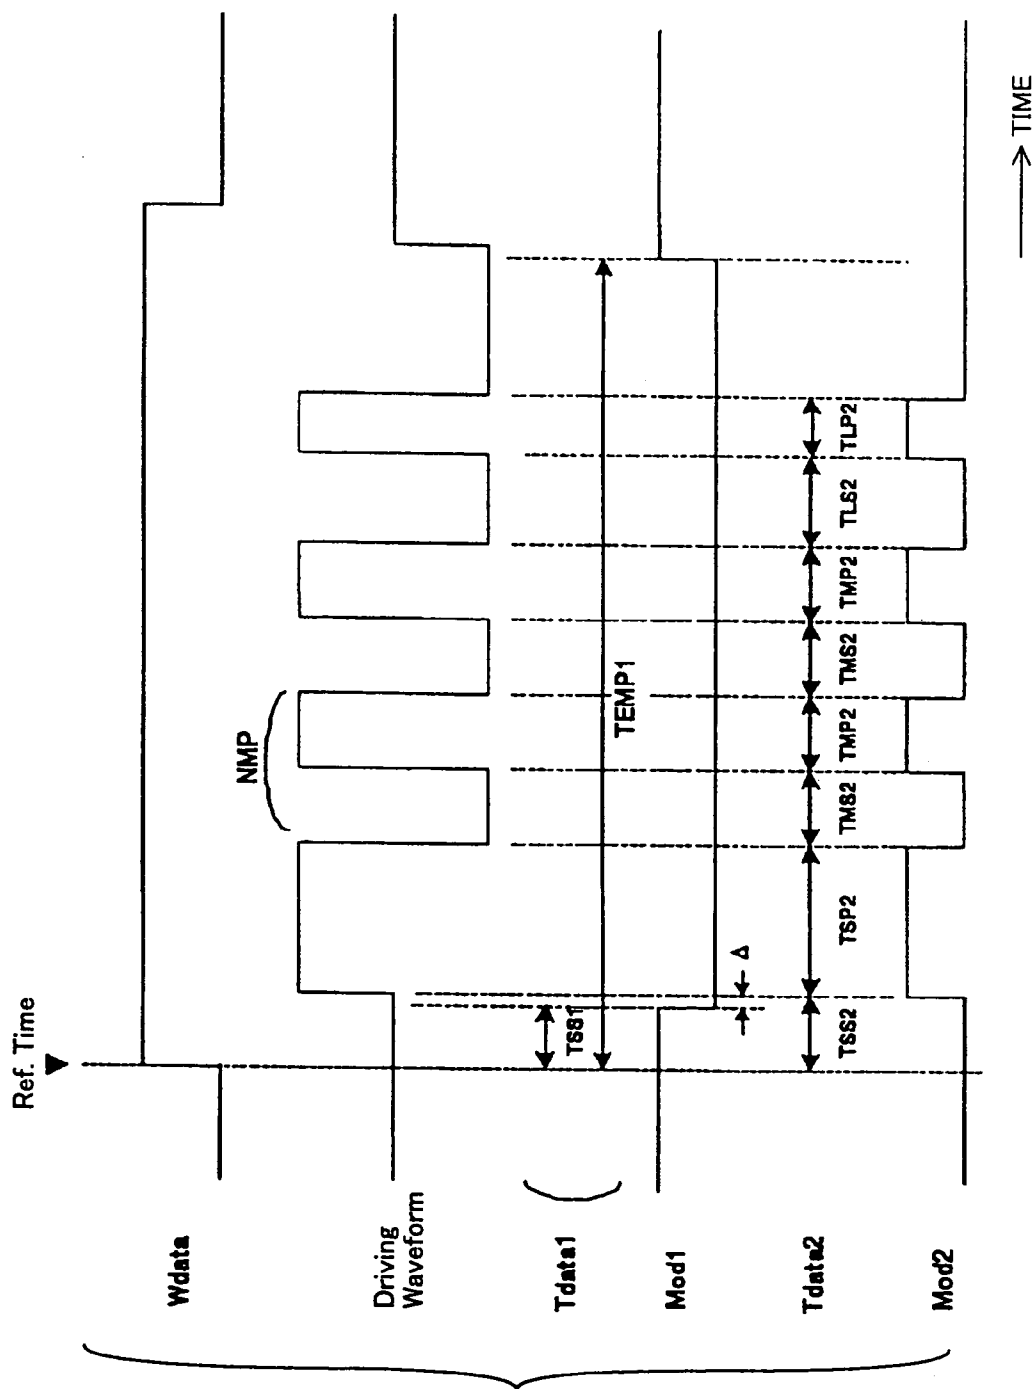 Ref. Time
Wdata
Driving
Waveform
NMP
Tdata1
TSS1
TEMP1
Mod1
Δ
Tdata2
TSS2
TSP2
TMS2
TMP2
TMS2
TMP2
TLS2
TLP2
Mod2
TIME